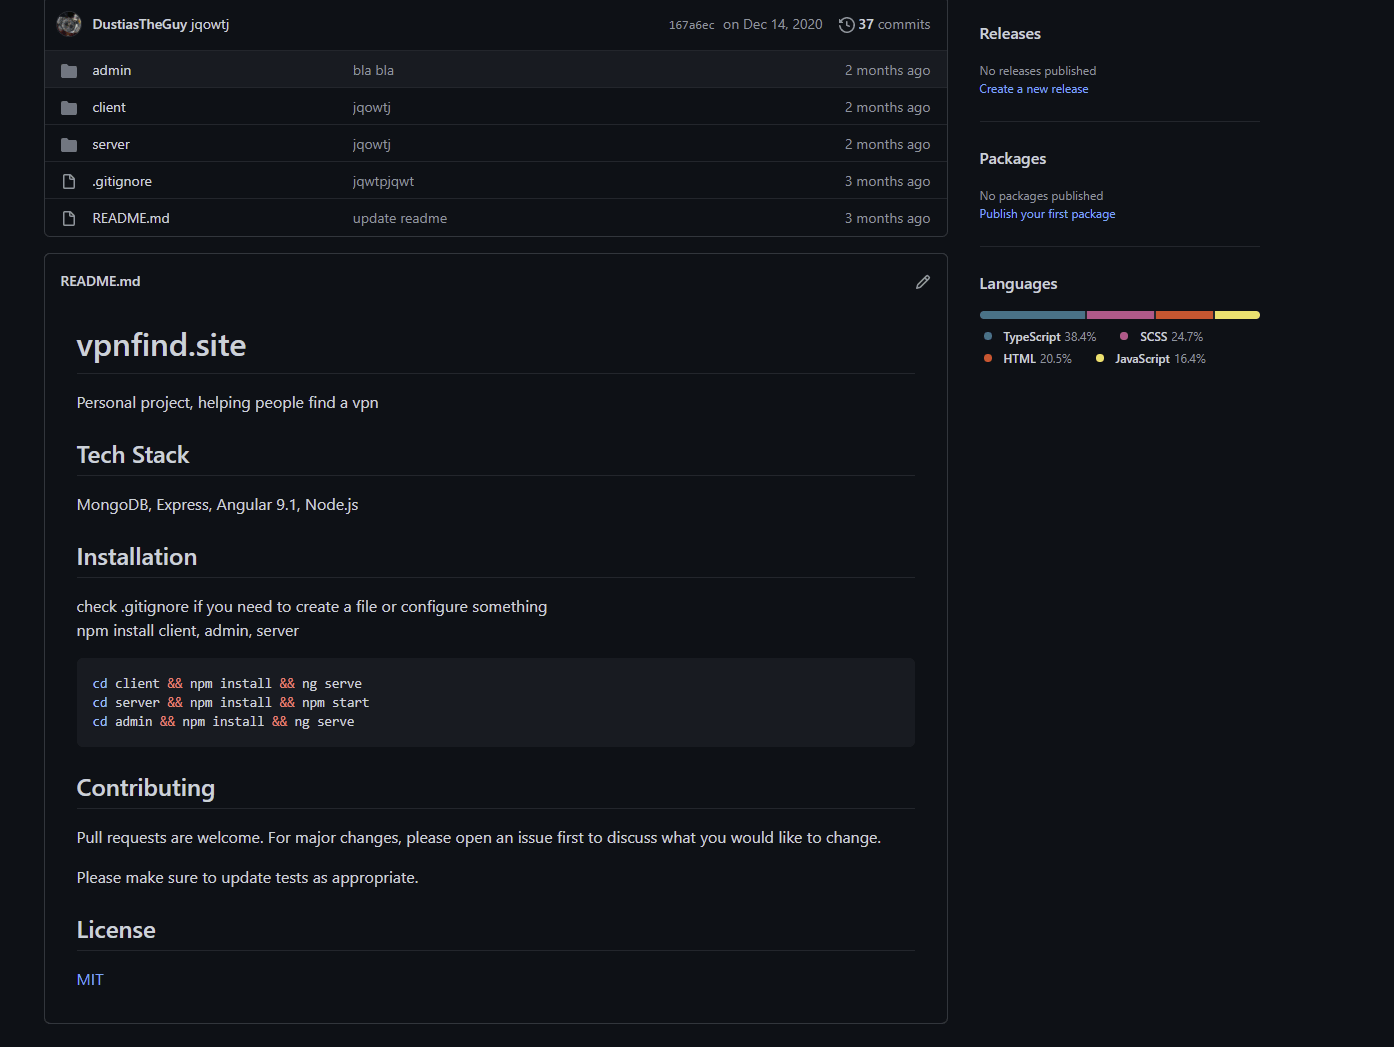 DustiasTheGuy jqowtj 167a6ec on Dec 14, 2020 37 commits
admin bla bla 2 months ago
client jqowtj 2 months ago
server jqowtj 2 months ago
.gitignore jqwtpjqwt 3 months ago
README.md update readme 3 months ago
README.md
vpnfind.site
Personal project, helping people find a vpn
Tech Stack
MongoDB, Express, Angular 9.1, Node.js
Installation
check .gitignore if you need to create a file or configure something
npm install client, admin, server
cd client && npm install && ng serve
cd server && npm install && npm start
cd admin && npm install && ng serve
Contributing
Pull requests are welcome. For major changes, please open an issue first to discuss what you would like to change.
Please make sure to update tests as appropriate.
License
MIT
Releases
No releases published
Create a new release
Packages
No packages published
Publish your first package
Languages
TypeScript 38.4% SCSS 24.7%
HTML 20.5% JavaScript 16.4%